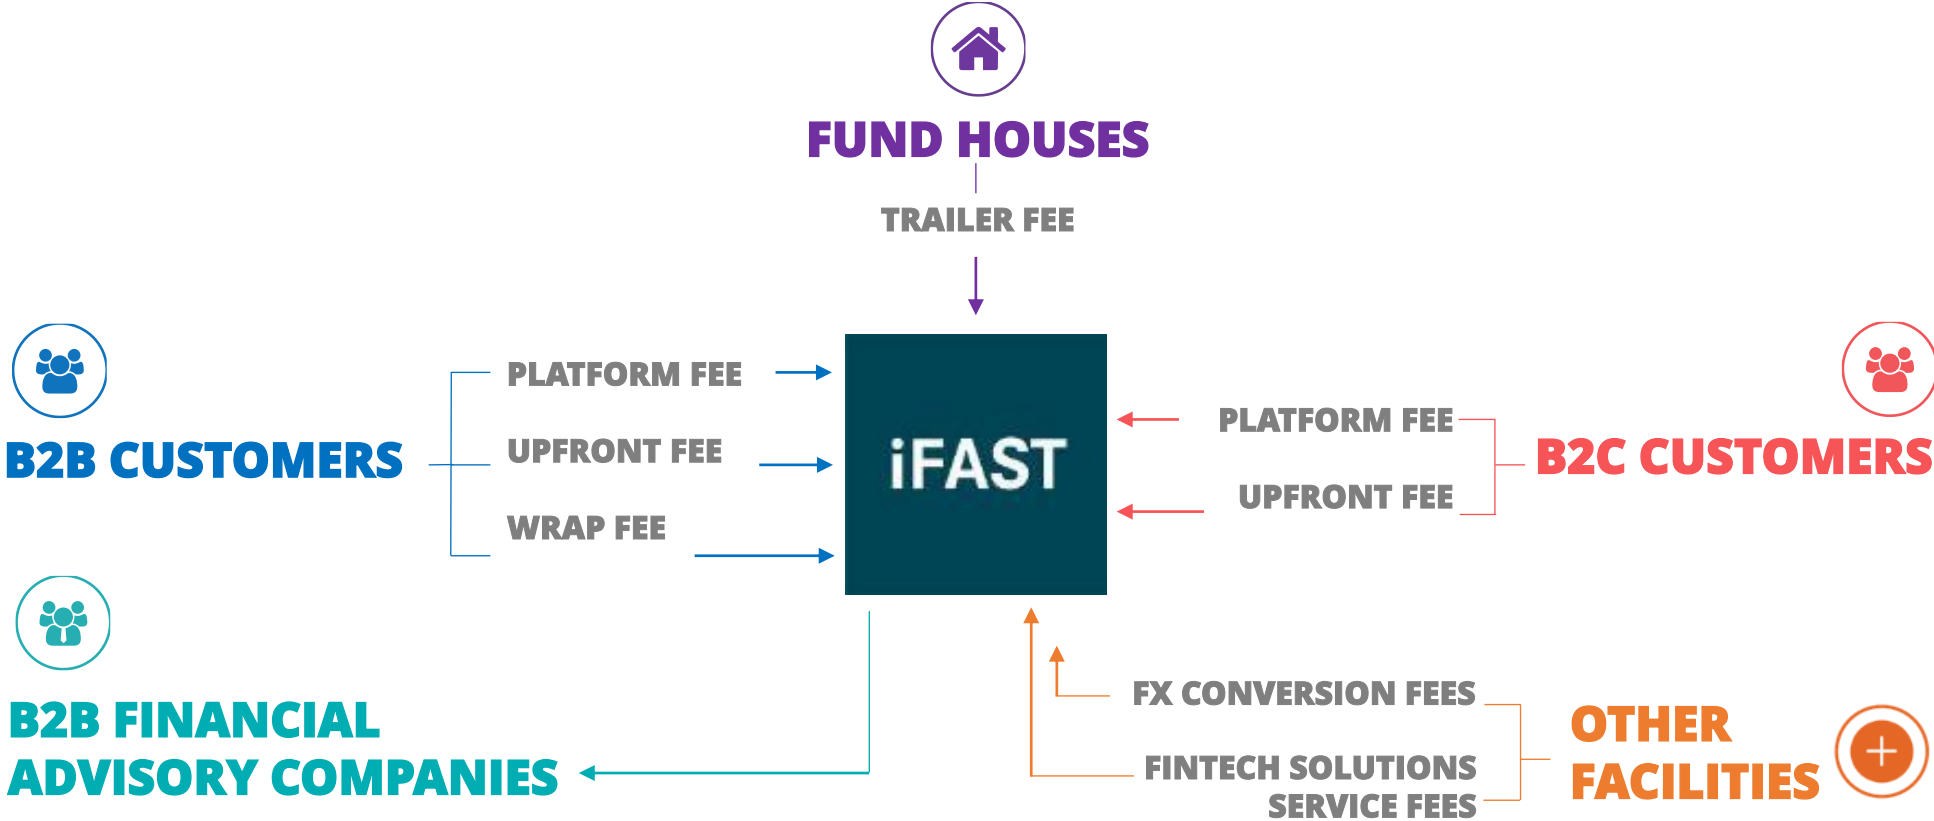 FUND HOUSES
TRAILER FEE
PLATFORM FEE
UPFRONT FEE
WRAP FEE
B2B CUSTOMERS
iFAST
PLATFORM FEE
UPFRONT FEE
B2C CUSTOMERS
B2B FINANCIAL
ADVISORY COMPANIES
FX CONVERSION FEES
FINTECH SOLUTIONS
SERVICE FEES
OTHER
FACILITIES